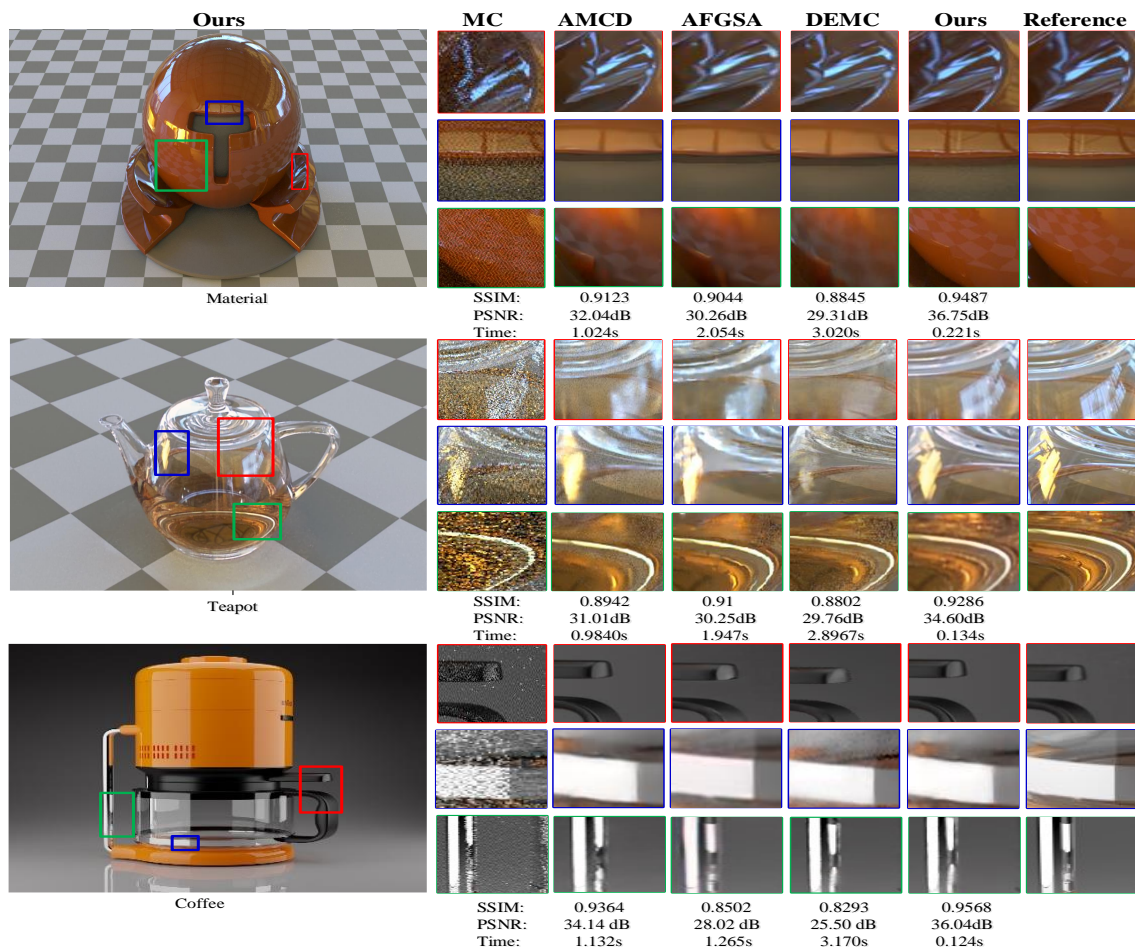 Ours MC AMCD AFGSA DEMC Ours Reference
Material
SSIM: 0.9123 0.9044 0.8845 0.9487
PSNR: 32.04dB 30.26dB 29.31dB 36.75dB
Time: 1.024s 2.054s 3.020s 0.221s
Teapot
SSIM: 0.8942 0.91 0.8802 0.9286
PSNR: 31.01dB 30.25dB 29.76dB 34.60dB
Time: 0.9840s 1.947s 2.8967s 0.134s
Coffee
SSIM: 0.9364 0.8502 0.8293 0.9568
PSNR: 34.14 dB 28.02 dB 25.50 dB 36.04dB
Time: 1.132s 1.265s 3.170s 0.124s